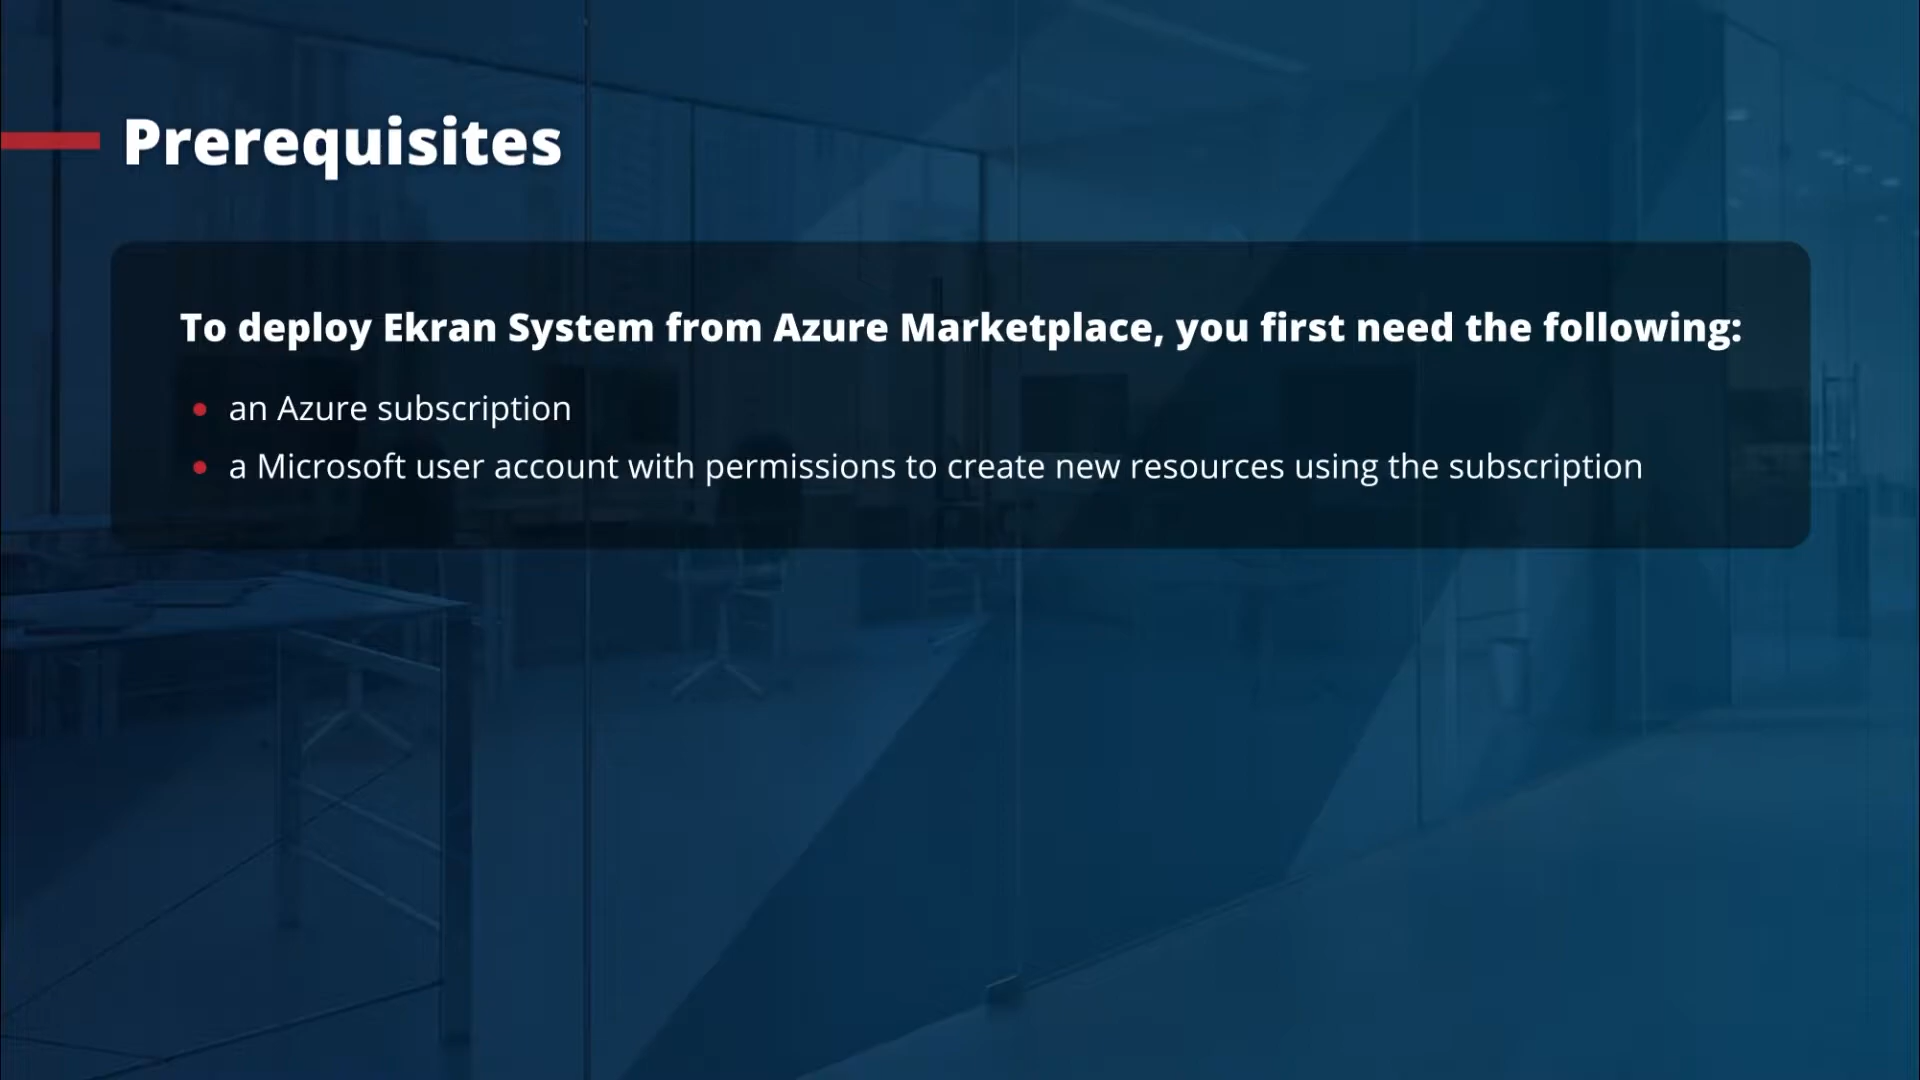 Prerequisites
To deploy Ekran System from Azure Marketplace, you first need the following:
an Azure subscription
a Microsoft user account with permissions to create new resources using the subscription